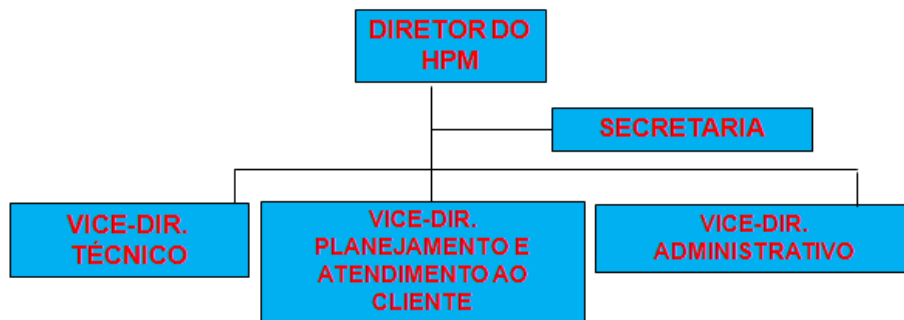 DIRETOR DO
HPM
SECRETARIA
VICE-DIR.
TÉCNICO
VICE-DIR.
PLANEJAMENTO E
ATENDIMENTO AO
CLIENTE
VICE-DIR.
ADMINISTRATIVO